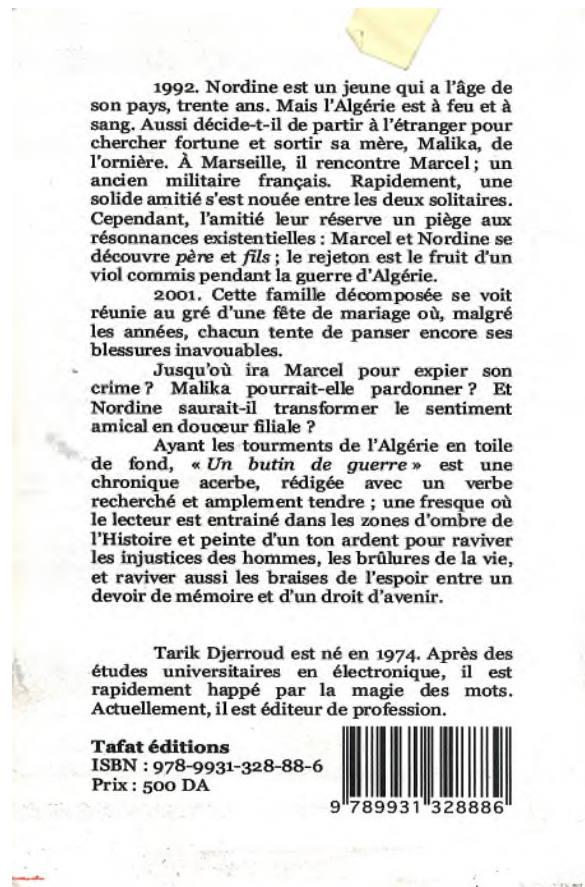 1992. Nordine est un jeune qui a l'âge de
son pays, trente ans. Mais l'Algérie est à feu et à
sang. Aussi décide-t-il de partir à l'étranger pour
chercher fortune et sortir sa mère, Malika, de
l'ornière. À Marseille, il rencontre Marcel ; un
ancien militaire français. Rapidement, une
solide amitié s'est nouée entre les deux solitaires.
Cependant, l'amitié leur réserve un piège aux
résonnances existentielles : Marcel et Nordine se
découvre père et fils ; le rejeton est le fruit d'un
viol commis pendant la guerre d'Algérie.
2001. Cette famille décomposée se voit
réunie au gré d'une fête de mariage où, malgré
les années, chacun tente de panser encore ses
blessures inavouables.
Jusqu'où ira Marcel pour expier son
crime ? Malika pourrait-elle pardonner ? Et
Nordine saurait-il transformer le sentiment
amical en douceur filiale ?
Ayant les tourments de l'Algérie en toile
de fond, « Un butin de guerre » est une
chronique acerbe, rédigée avec un verbe
recherché et amplement tendre ; une fresque où
le lecteur est entrainé dans les zones d'ombre de
l'Histoire et peinte d'un ton ardent pour raviver
les injustices des hommes, les brûlures de la vie,
et raviver aussi les braises de l'espoir entre un
devoir de mémoire et d'un droit d'avenir.
Tarik Djerroud est né en 1974. Après des
études universitaires en électronique, il est
rapidement happé par la magie des mots.
Actuellement, il est éditeur de profession.
Tafat éditions
ISBN : 978-9931-328-88-6
Prix : 500 DA
9 789931 328886